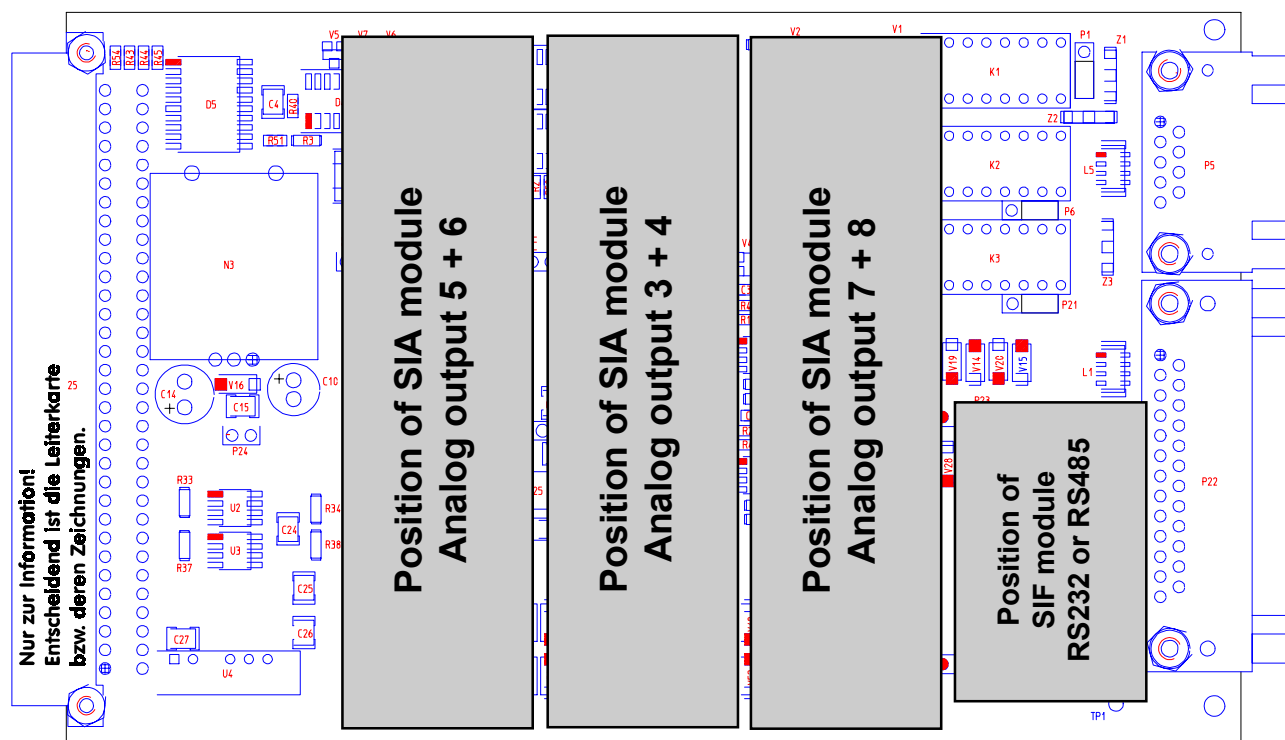 Nur zur Information!
Entscheidend ist die Leiterkarte
bzw. deren Zeichnungen.
Position of SIA module
Analog output 5 + 6
Position of SIA module
Analog output 3 + 4
Position of SIA module
Analog output 7 + 8
Position of
SIF module
RS232 or RS485
R54
R43
R44
R45
D5
C4
R40
R51
R3
V5
V7
V6
V2
V1
K1
P1
Z1
Z2
K2
L5
P5
P6
K3
Z3
P21
N3
V16
C14
C10
C15
P24
25
V19
V14
V20
V15
L1
V28
P22
R33
U2
R34
C24
U3
R37
R38
C25
C26
C27
U4
25
TP1